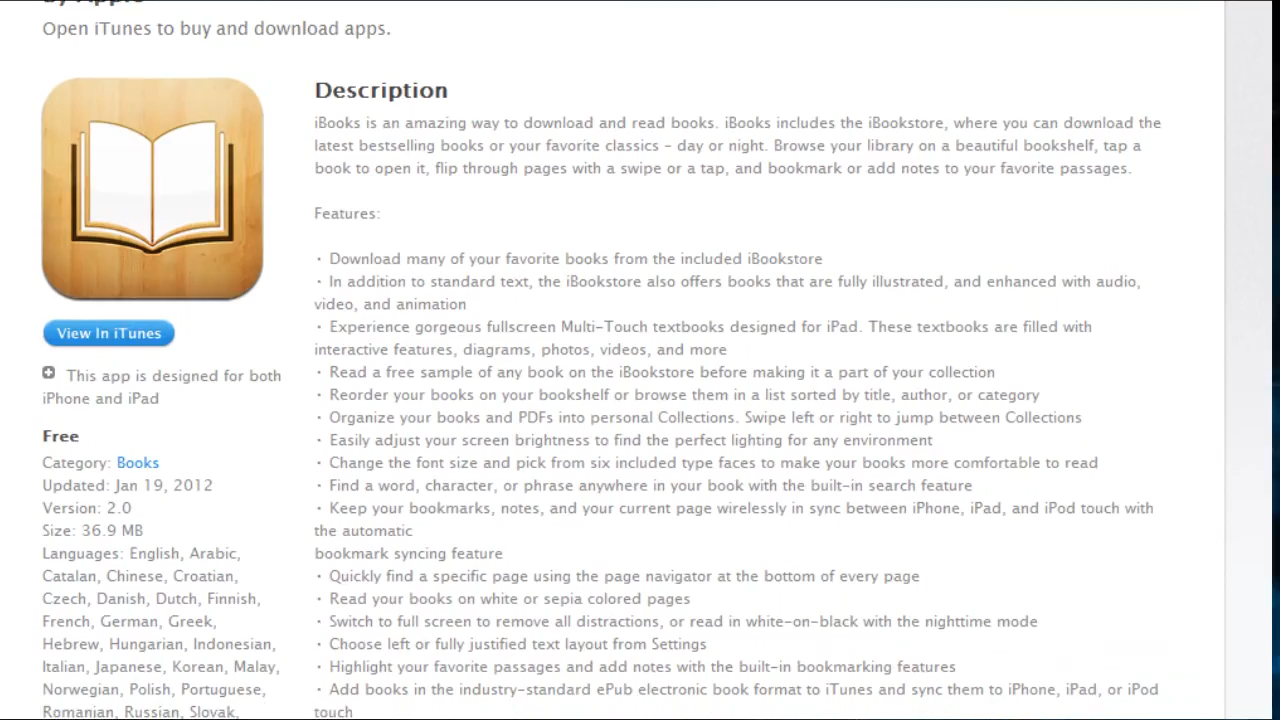 by Apple
Open iTunes to buy and download apps.
View In iTunes
This app is designed for both
iPhone and iPad
Free
Category: Books
Updated: Jan 19, 2012
Version: 2.0
Size: 36.9 MB
Languages: English, Arabic,
Catalan, Chinese, Croatian,
Czech, Danish, Dutch, Finnish,
French, German, Greek,
Hebrew, Hungarian, Indonesian,
Italian, Japanese, Korean, Malay,
Norwegian, Polish, Portuguese,
Romanian, Russian, Slovak,
Description
iBooks is an amazing way to download and read books. iBooks includes the iBookstore, where you can download the
latest bestselling books or your favorite classics – day or night. Browse your library on a beautiful bookshelf, tap a
book to open it, flip through pages with a swipe or a tap, and bookmark or add notes to your favorite passages.
Features:
• Download many of your favorite books from the included iBookstore
• In addition to standard text, the iBookstore also offers books that are fully illustrated, and enhanced with audio,
video, and animation
• Experience gorgeous fullscreen Multi-Touch textbooks designed for iPad. These textbooks are filled with
interactive features, diagrams, photos, videos, and more
• Read a free sample of any book on the iBookstore before making it a part of your collection
• Reorder your books on your bookshelf or browse them in a list sorted by title, author, or category
• Organize your books and PDFs into personal Collections. Swipe left or right to jump between Collections
• Easily adjust your screen brightness to find the perfect lighting for any environment
• Change the font size and pick from six included type faces to make your books more comfortable to read
• Find a word, character, or phrase anywhere in your book with the built-in search feature
• Keep your bookmarks, notes, and your current page wirelessly in sync between iPhone, iPad, and iPod touch with
the automatic
bookmark syncing feature
• Quickly find a specific page using the page navigator at the bottom of every page
• Read your books on white or sepia colored pages
• Switch to full screen to remove all distractions, or read in white-on-black with the nighttime mode
• Choose left or fully justified text layout from Settings
• Highlight your favorite passages and add notes with the built-in bookmarking features
• Add books in the industry-standard ePub electronic book format to iTunes and sync them to iPhone, iPad, or iPod
touch